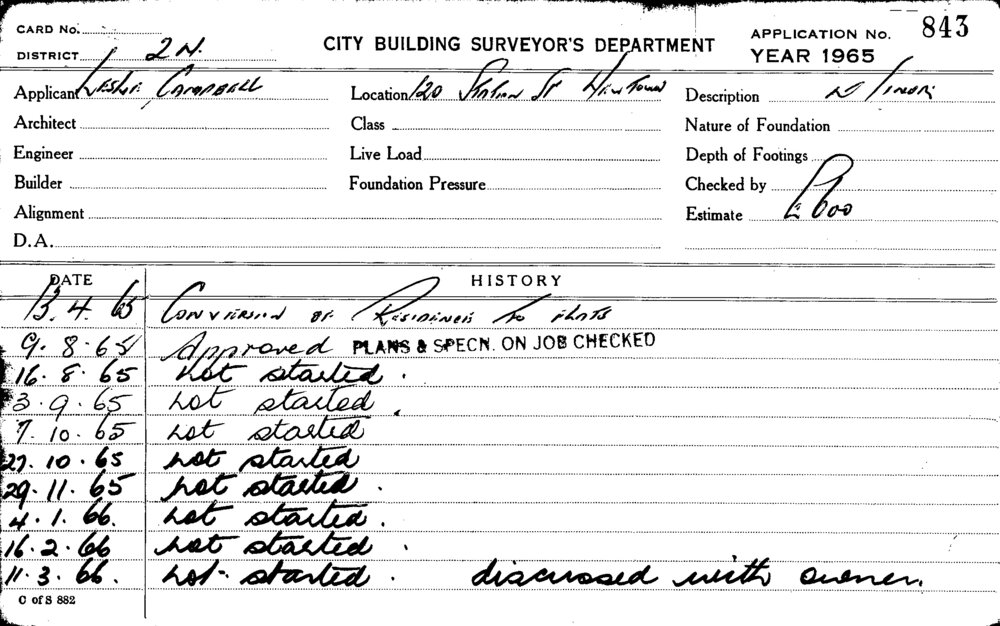 CARD No.
DISTRICT 2N.
CITY BUILDING SURVEYOR'S DEPARTMENT
APPLICATION No. 843
YEAR 1965
Applicant Leslie Campbell Location 120 Station St Newtown Description
Architect Class Nature of Foundation
Engineer Live Load Depth of Footings
Builder Foundation Pressure Checked by
Alignment Estimate £600
D.A.
DATE HISTORY
13.4.65 Conversion of Residence to Flats
9.8.65 Approved PLANS & SPECN. ON JOB CHECKED
16.8.65 not started.
3.9.65 not started.
7.10.65 not started
27.10.65 not started
29.11.65 not started.
4.1.66. not started.
16.2.66 not started.
11.3.66. not started. discussed with owner.
C of S 882